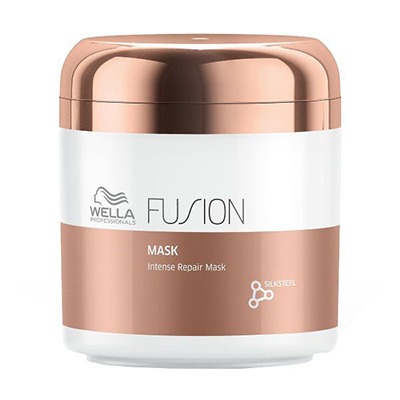 WELLA
PROFESSIONALS
FUSION
MASK
Intense Repair Mask
SILKSTEEL